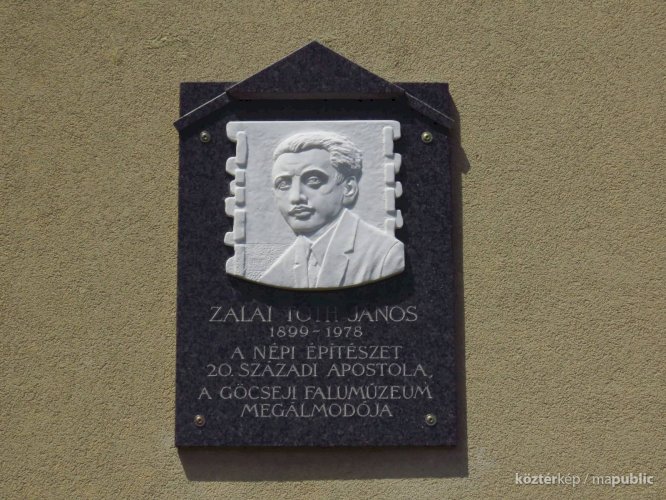 ZALAI TÓTH JÁNOS
1899-1978
A NÉPI ÉPÍTÉSZET
20. SZÁZADI APOSTOLA,
A GÖCSEJI FALUMÚZEUM
MEGÁLMODÓJA
köztérkép / mapublic